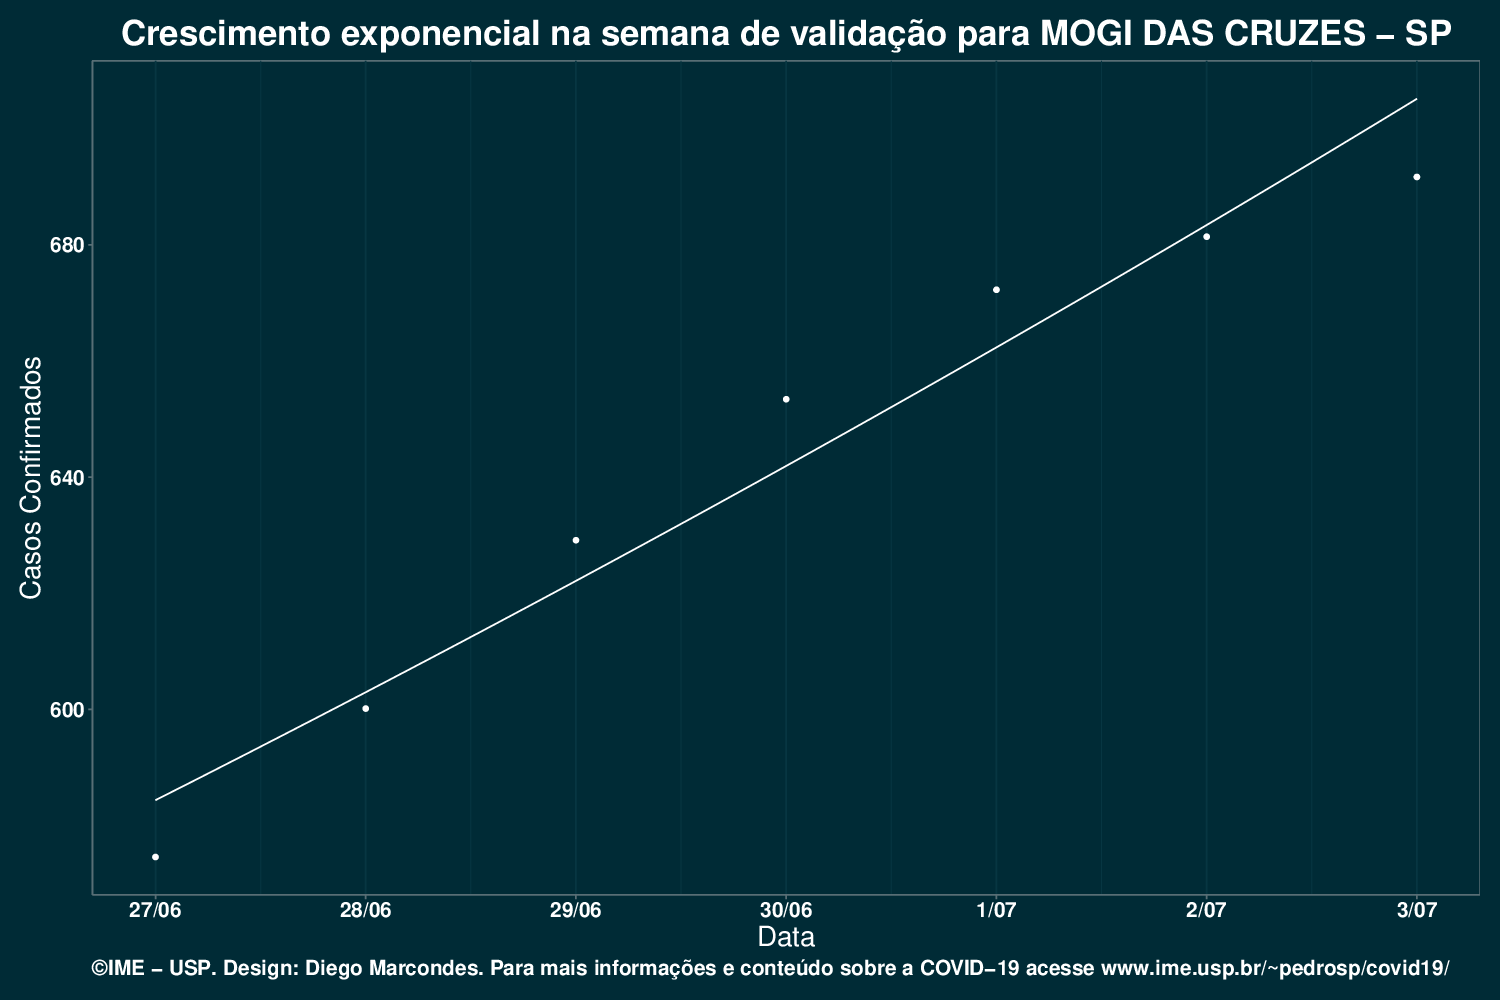 Crescimento exponencial na semana de validação para MOGI DAS CRUZES – SP
680
640
600
Casos Confirmados
27/06 28/06 29/06 30/06 1/07 2/07 3/07
Data
©IME – USP. Design: Diego Marcondes. Para mais informações e conteúdo sobre a COVID–19 acesse www.ime.usp.br/~pedrosp/covid19/